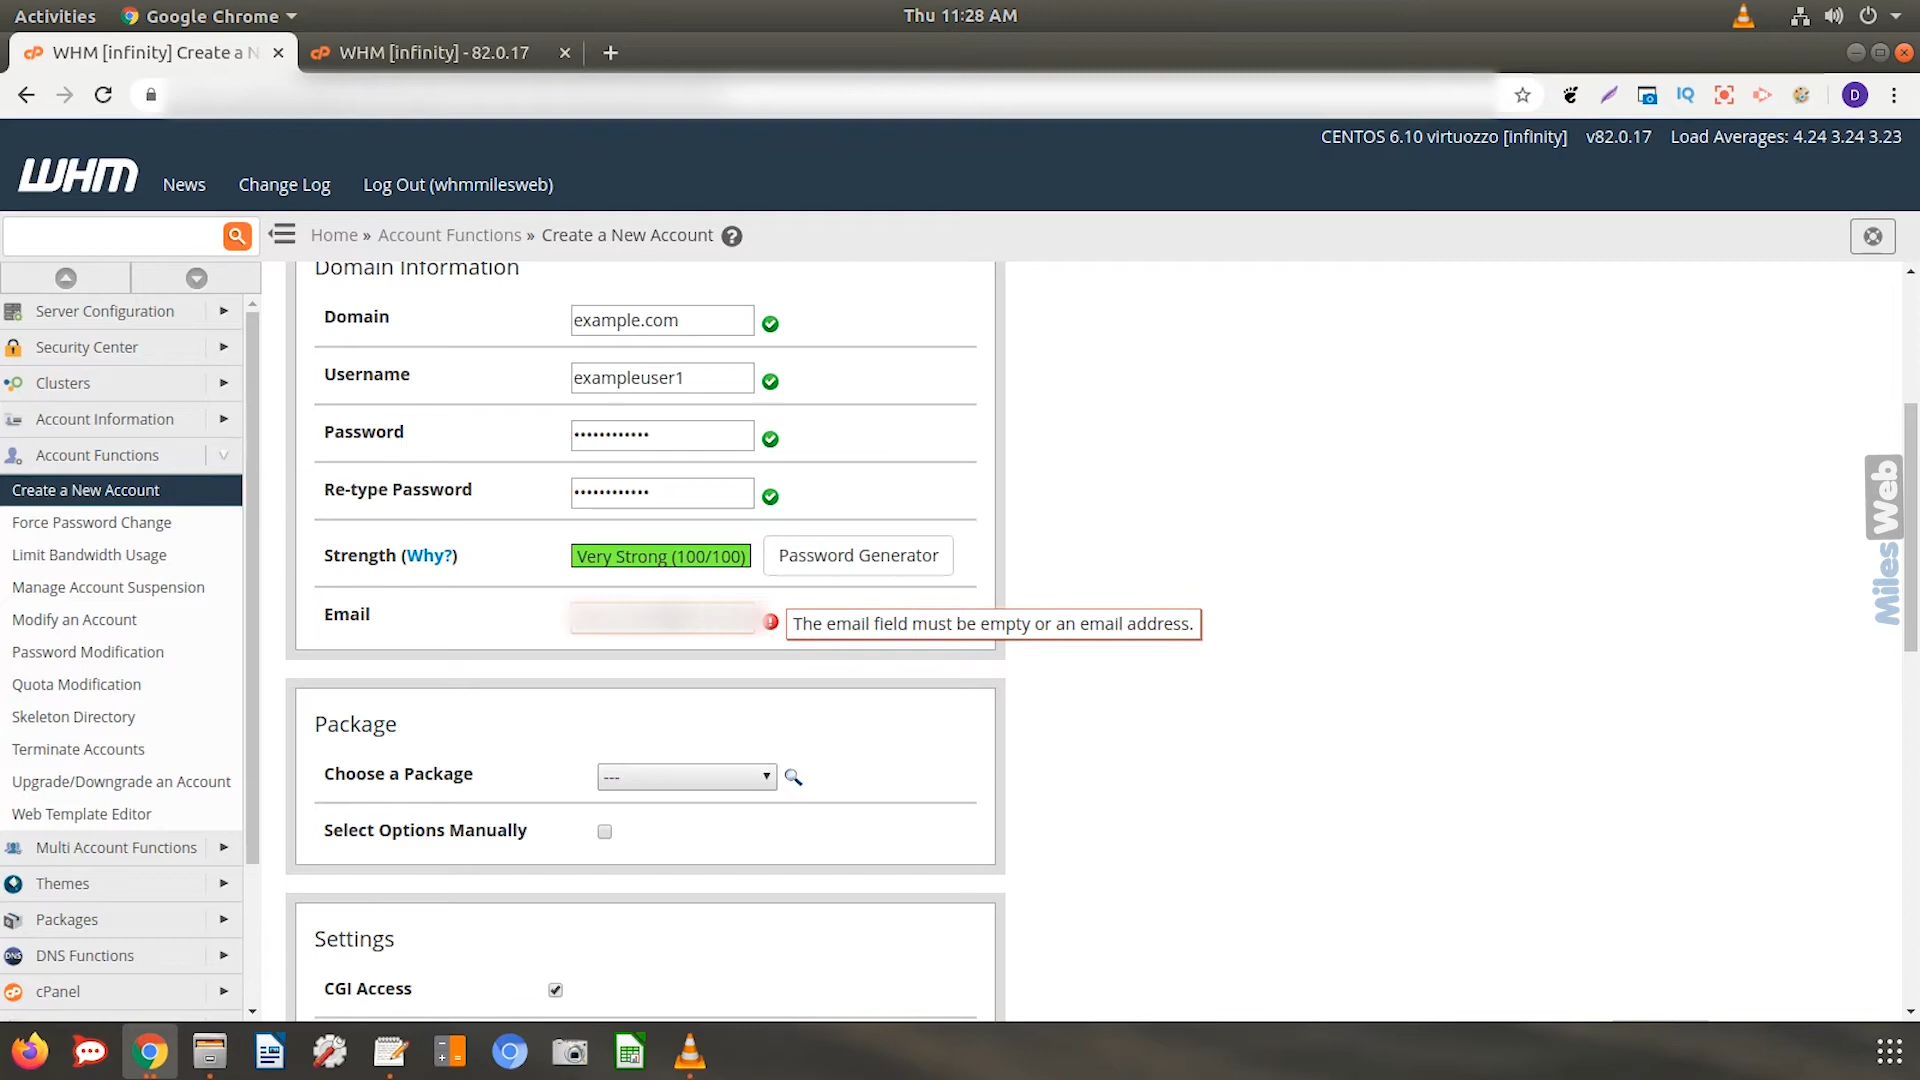 Activities
Google Chrome
Thu 11:28 AM
WHM [infinity] Create a N
WHM [infinity] - 82.0.17
IQ
D
CENTOS 6.10 virtuozzo [infinity]
v82.0.17
Load Averages: 4.24 3.24 3.23
WHM
News
Change Log
Log Out (whmmilesweb)
Home » Account Functions » Create a New Account
Server Configuration
Security Center
Clusters
Account Information
Account Functions
Create a New Account
Force Password Change
Limit Bandwidth Usage
Manage Account Suspension
Modify an Account
Password Modification
Quota Modification
Skeleton Directory
Terminate Accounts
Upgrade/Downgrade an Account
Web Template Editor
Multi Account Functions
Themes
Packages
DNS Functions
cPanel
Domain Information
Domain
example.com
Username
exampleuser1
Password
••••••••••••
Re-type Password
••••••••••••
Strength (Why?)
Very Strong (100/100)
Password Generator
Email
The email field must be empty or an email address.
Package
Choose a Package
---
Select Options Manually
Settings
CGI Access
MilesWeb